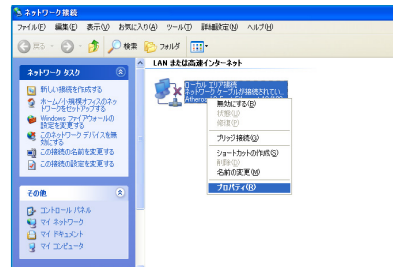 ネットワーク接続
ファイル(F) 編集(E) 表示(V) お気に入り(A) ツール(T) 詳細設定(N) ヘルプ(H)
戻る 検索 フォルダ
ネットワーク タスク
新しい接続を作成する
ホーム/小規模オフィスのネットワークをセットアップする
Windows ファイアウォールの設定を変更する
このネットワーク デバイスを無効にする
この接続の名前を変更する
この接続の設定を変更する
その他
コントロール パネル
マイ ネットワーク
マイ ドキュメント
マイ コンピュータ
LAN または高速インターネット
ローカル エリア接続
ネットワーク ケーブルが接続されてい...
Atheros
無効にする(B)
状態(U)
修復(P)
ブリッジ接続(G)
ショートカットの作成(S)
削除(D)
名前の変更(M)
プロパティ(R)